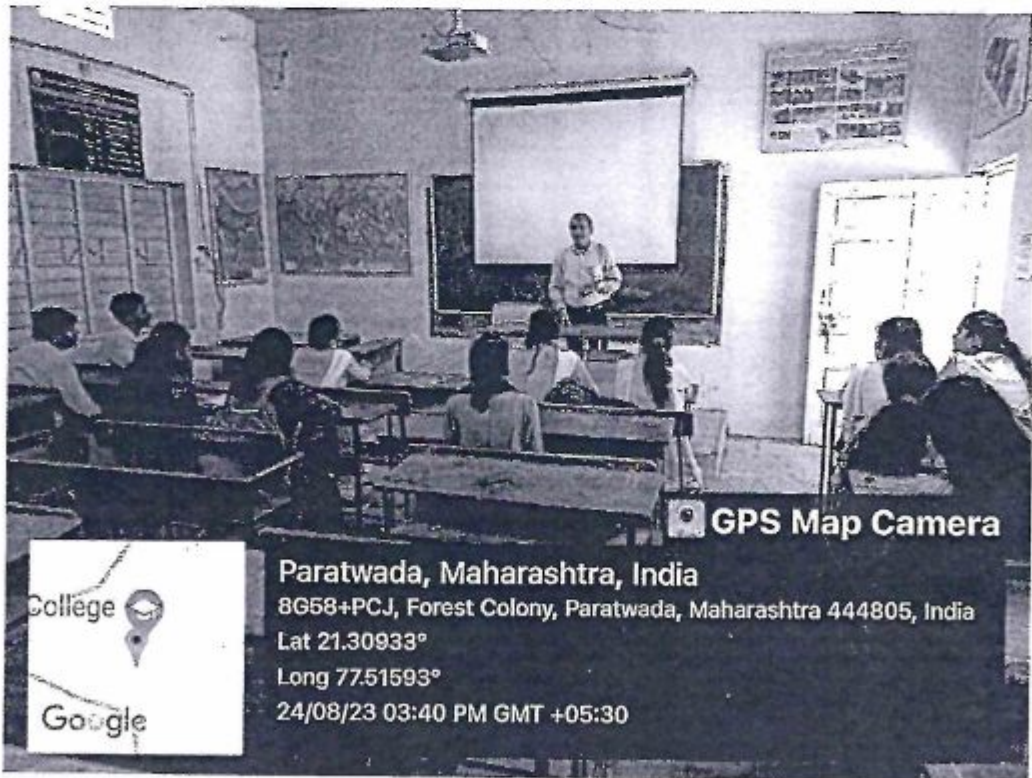 GPS Map Camera
Paratwada, Maharashtra, India
8G58+PCJ, Forest Colony, Paratwada, Maharashtra 444805, India
Lat 21.30933°
Long 77.51593°
24/08/23 03:40 PM GMT +05:30
College
Google